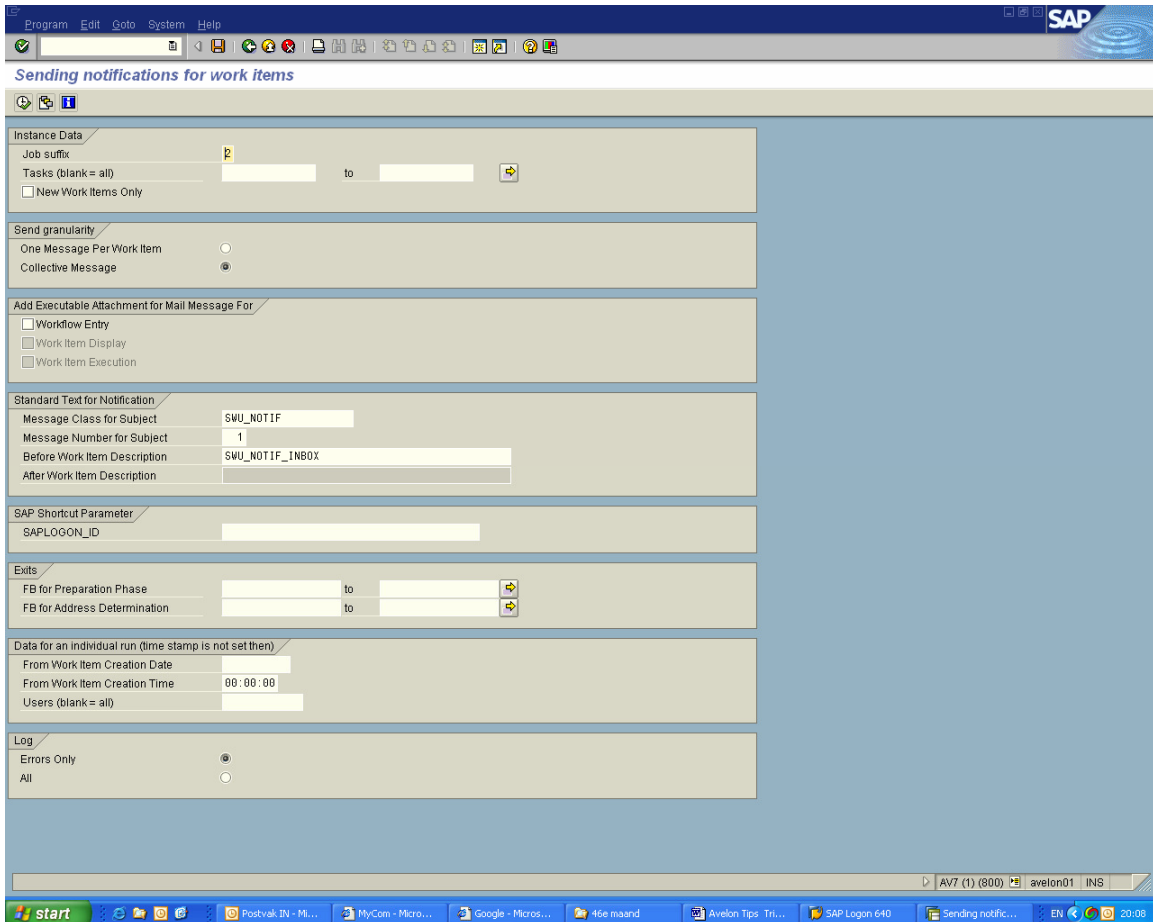 Program Edit Goto System Help
SAP
Sending notifications for work items
Instance Data
Job suffix 2
Tasks (blank = all) to
New Work Items Only
Send granularity
One Message Per Work Item
Collective Message
Add Executable Attachment for Mail Message For
Workflow Entry
Work Item Display
Work Item Execution
Standard Text for Notification
Message Class for Subject SWU_NOTIF
Message Number for Subject 1
Before Work Item Description SWU_NOTIF_INBOX
After Work Item Description
SAP Shortcut Parameter
SAPLOGON_ID
Exits
FB for Preparation Phase to
FB for Address Determination to
Data for an individual run (time stamp is not set then)
From Work Item Creation Date
From Work Item Creation Time 00:00:00
Users (blank = all)
Log
Errors Only
All
AV7 (1) (800) avelon01 INS
start Postvak IN - Mi... MyCom - Micro... Google - Micros... 46e maand Avelon Tips Tri... SAP Logon 640 Sending notific... EN 20:08